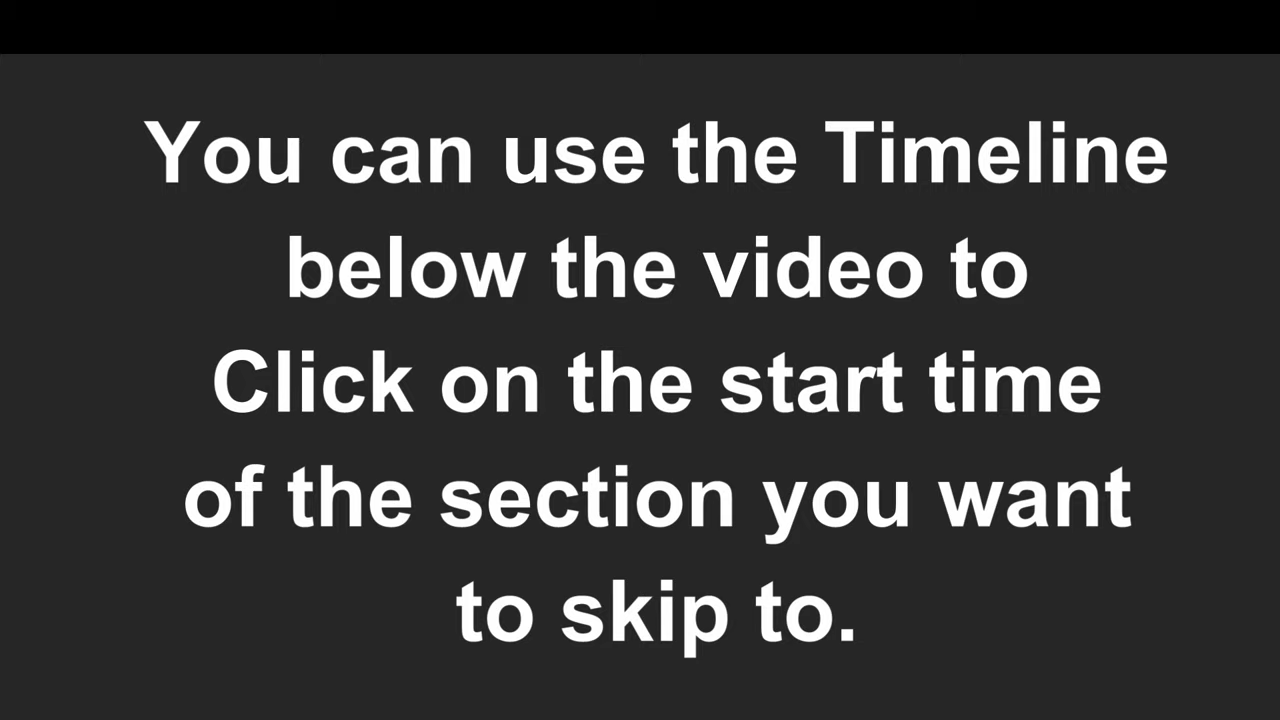 You can use the Timeline
below the video to
Click on the start time
of the section you want
to skip to.